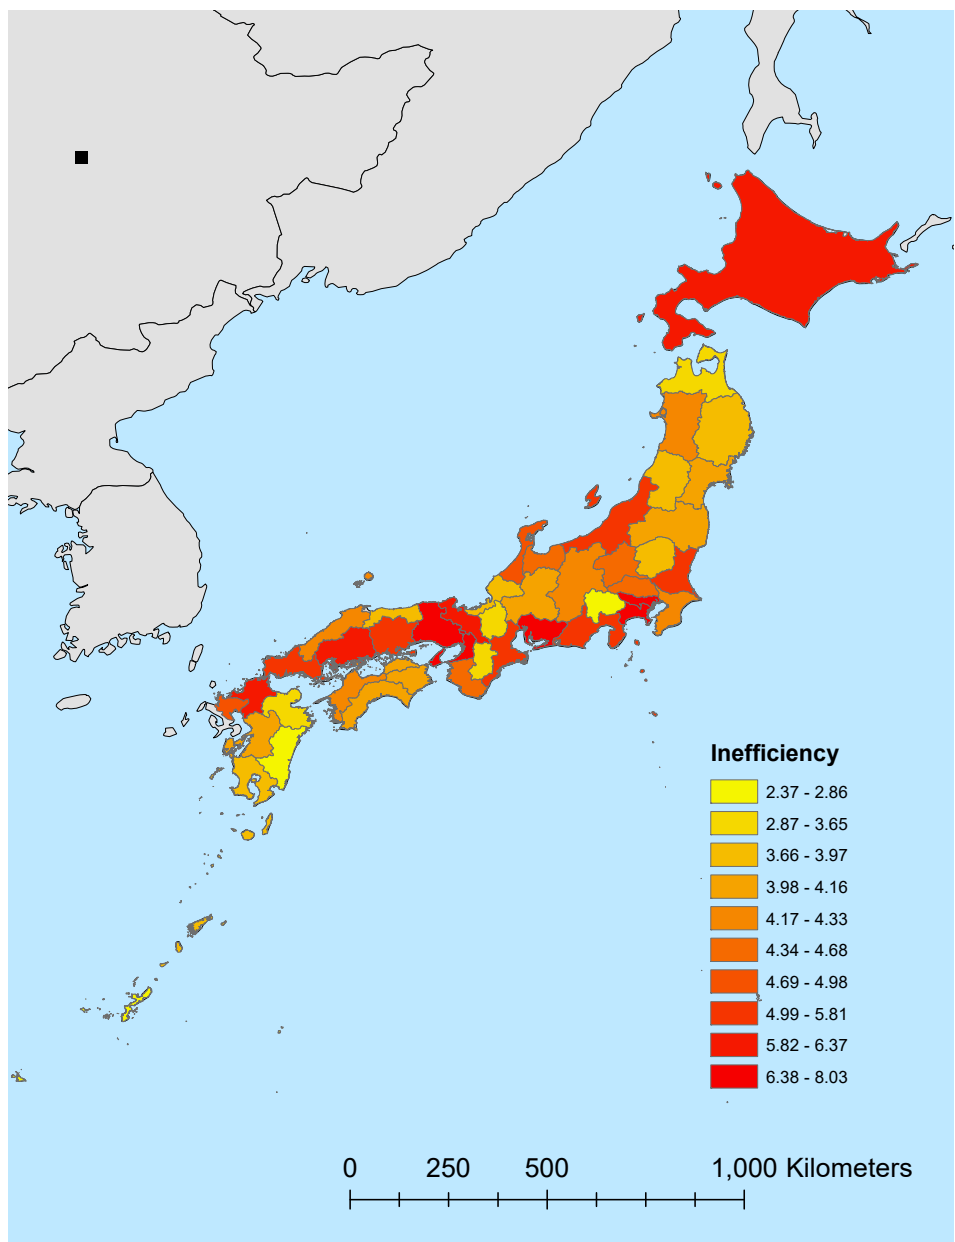 Inefficiency
2.37 - 2.86
2.87 - 3.65
3.66 - 3.97
3.98 - 4.16
4.17 - 4.33
4.34 - 4.68
4.69 - 4.98
4.99 - 5.81
5.82 - 6.37
6.38 - 8.03
0 250 500 1,000 Kilometers